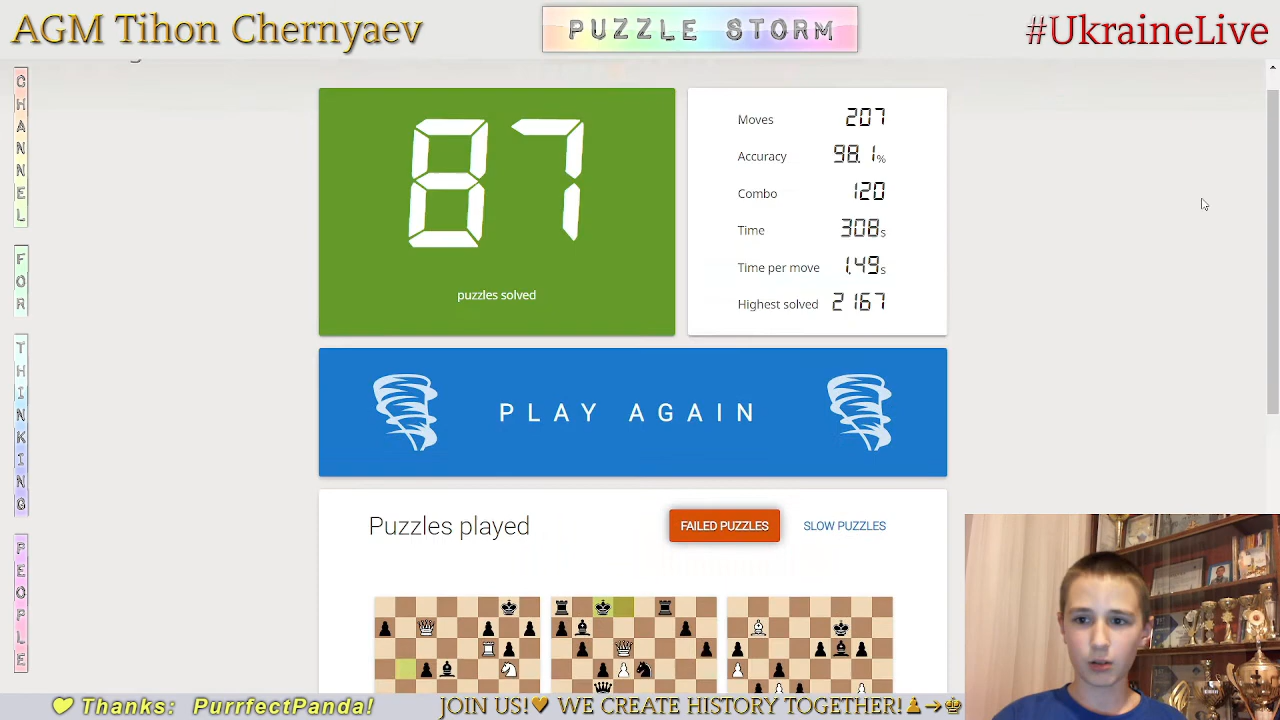 AGM Tihon Chernyaev
PUZZLE STORM
#UkraineLive
CHANNEL
FOR
THINKING
PEOPLE
87
puzzles solved
Moves 207
Accuracy 98.1%
Combo 120
Time 308s
Time per move 1.49s
Highest solved 2167
PLAY AGAIN
Puzzles played
FAILED PUZZLES
SLOW PUZZLES
Thanks: PurrfectPanda!
JOIN US! WE CREATE HISTORY TOGETHER!